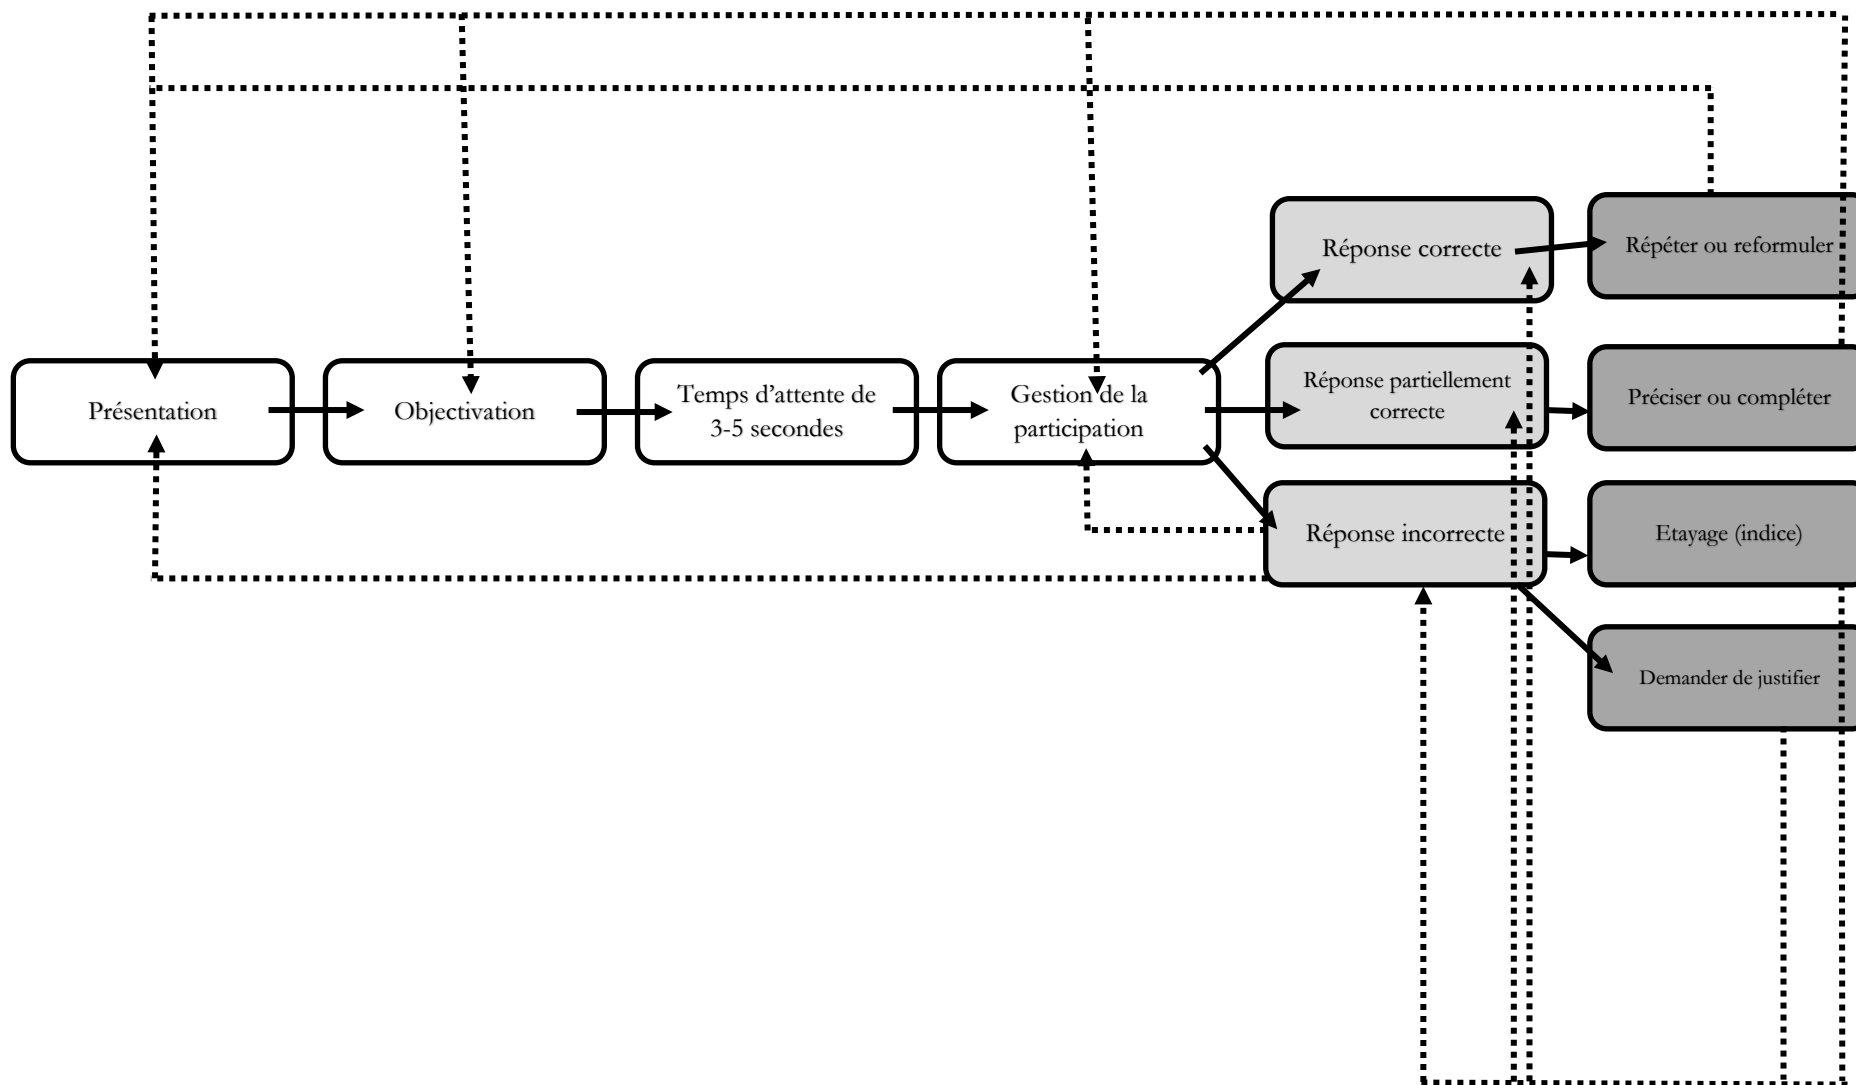 Présentation
Objectivation
Temps d'attente de
3-5 secondes
Gestion de la
participation
Réponse correcte
Répéter ou reformuler
Réponse partiellement
correcte
Préciser ou compléter
Réponse incorrecte
Etayage (indice)
Demander de justifier